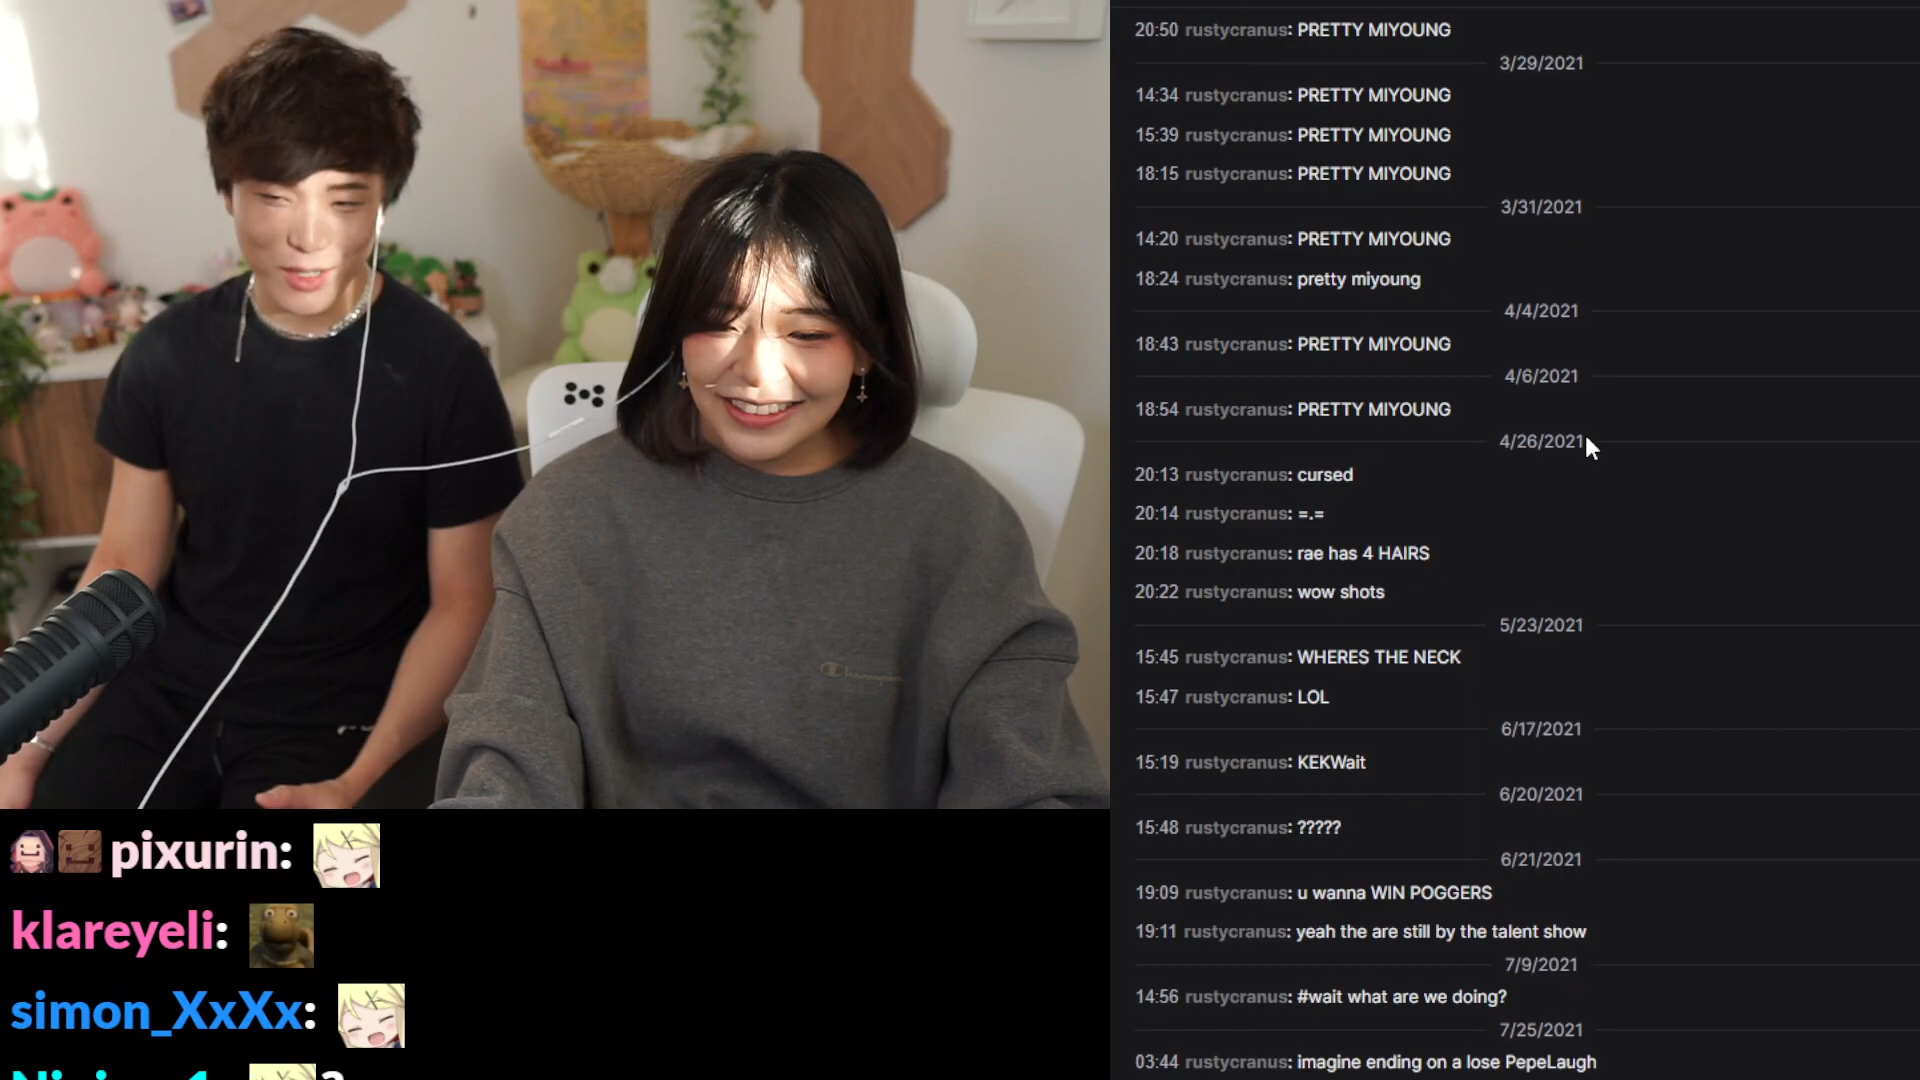 20:50 rustycranus: PRETTY MIYOUNG
3/29/2021
14:34 rustycranus: PRETTY MIYOUNG
15:39 rustycranus: PRETTY MIYOUNG
18:15 rustycranus: PRETTY MIYOUNG
3/31/2021
14:20 rustycranus: PRETTY MIYOUNG
18:24 rustycranus: pretty miyoung
4/4/2021
18:43 rustycranus: PRETTY MIYOUNG
4/6/2021
18:54 rustycranus: PRETTY MIYOUNG
4/26/2021
20:13 rustycranus: cursed
20:14 rustycranus: =.=
20:18 rustycranus: rae has 4 HAIRS
20:22 rustycranus: wow shots
5/23/2021
15:45 rustycranus: WHERES THE NECK
15:47 rustycranus: LOL
6/17/2021
15:19 rustycranus: KEKWait
6/20/2021
15:48 rustycranus: ?????
6/21/2021
19:09 rustycranus: u wanna WIN POGGERS
19:11 rustycranus: yeah the are still by the talent show
7/9/2021
14:56 rustycranus: #wait what are we doing?
7/25/2021
03:44 rustycranus: imagine ending on a lose PepeLaugh
Champion
pixurin:
klareyeli:
simon_XxXx: